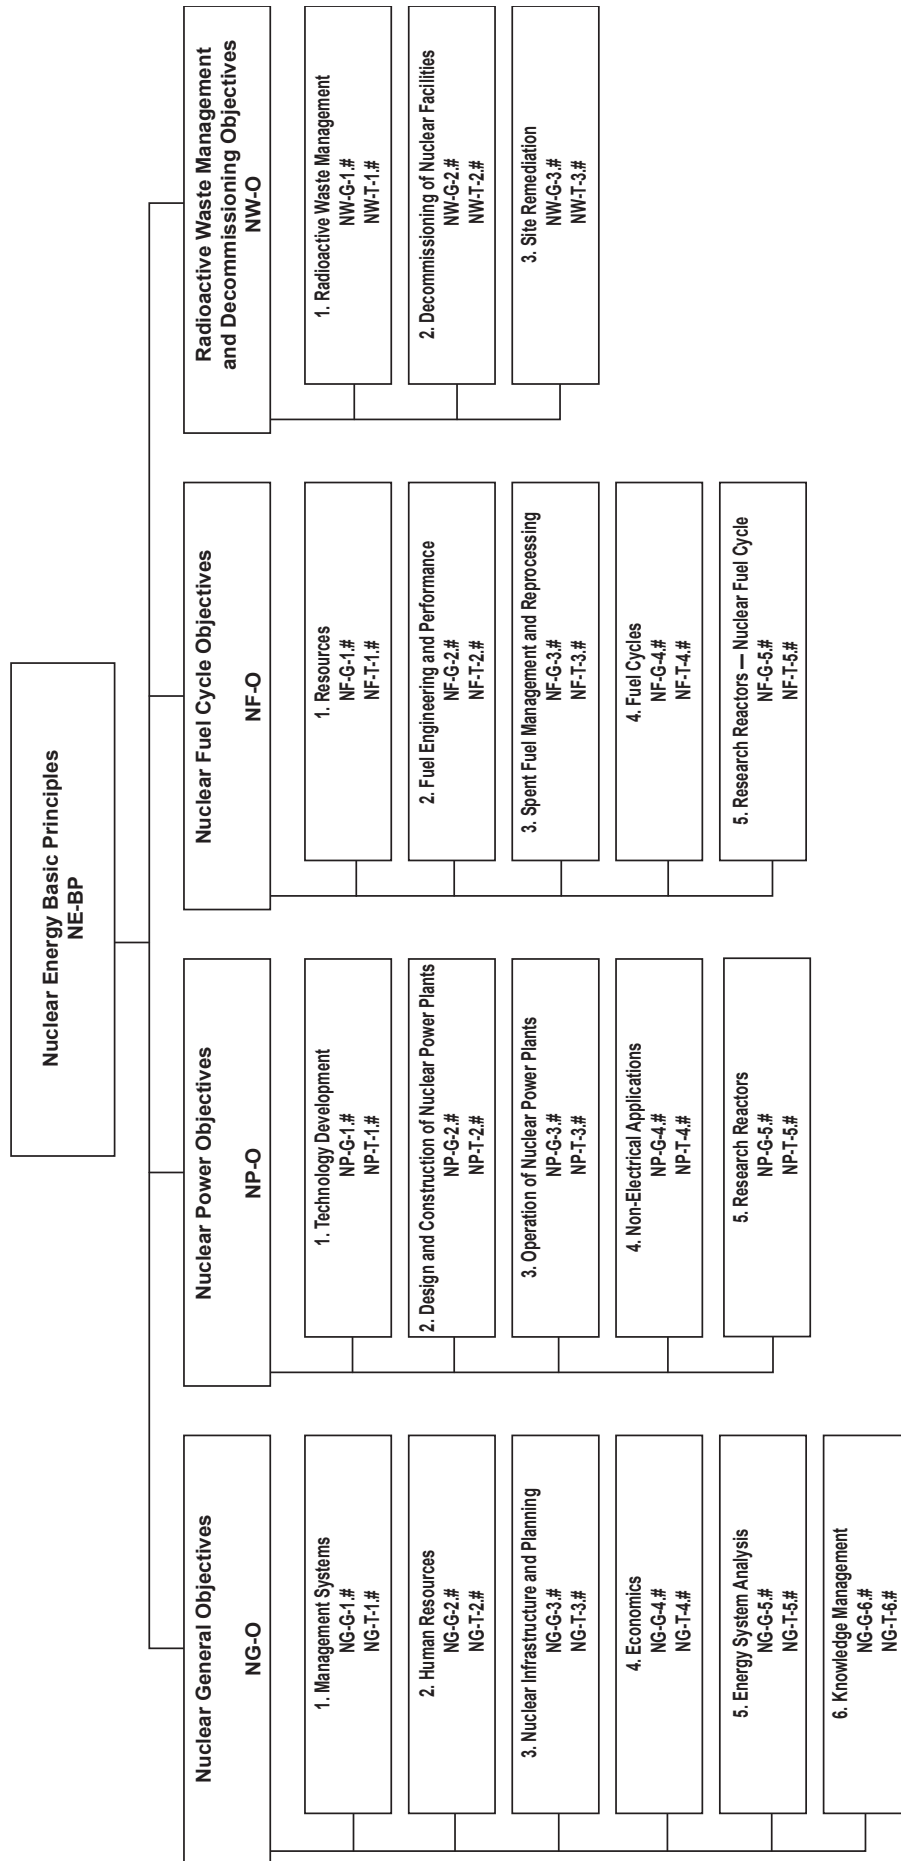 Nuclear Energy Basic Principles
NE-BP
Nuclear General Objectives
NG-O
1. Management Systems
NG-G-1.#
NG-T-1.#
2. Human Resources
NG-G-2.#
NG-T-2.#
3. Nuclear Infrastructure and Planning
NG-G-3.#
NG-T-3.#
4. Economics
NG-G-4.#
NG-T-4.#
5. Energy System Analysis
NG-G-5.#
NG-T-5.#
6. Knowledge Management
NG-G-6.#
NG-T-6.#
Nuclear Power Objectives
NP-O
1. Technology Development
NP-G-1.#
NP-T-1.#
2. Design and Construction of Nuclear Power Plants
NP-G-2.#
NP-T-2.#
3. Operation of Nuclear Power Plants
NP-G-3.#
NP-T-3.#
4. Non-Electrical Applications
NP-G-4.#
NP-T-4.#
5. Research Reactors
NP-G-5.#
NP-T-5.#
Nuclear Fuel Cycle Objectives
NF-O
1. Resources
NF-G-1.#
NF-T-1.#
2. Fuel Engineering and Performance
NF-G-2.#
NF-T-2.#
3. Spent Fuel Management and Reprocessing
NF-G-3.#
NF-T-3.#
4. Fuel Cycles
NF-G-4.#
NF-T-4.#
5. Research Reactors — Nuclear Fuel Cycle
NF-G-5.#
NF-T-5.#
Radioactive Waste Management
and Decommissioning Objectives
NW-O
1. Radioactive Waste Management
NW-G-1.#
NW-T-1.#
2. Decommissioning of Nuclear Facilities
NW-G-2.#
NW-T-2.#
3. Site Remediation
NW-G-3.#
NW-T-3.#